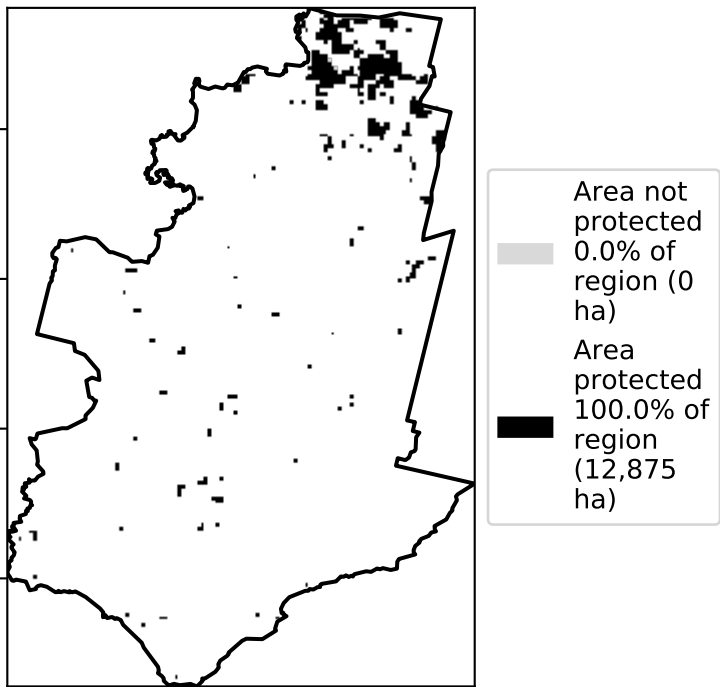 Area not
protected
0.0% of
region (0
ha)
Area
protected
100.0% of
region
(12,875
ha)